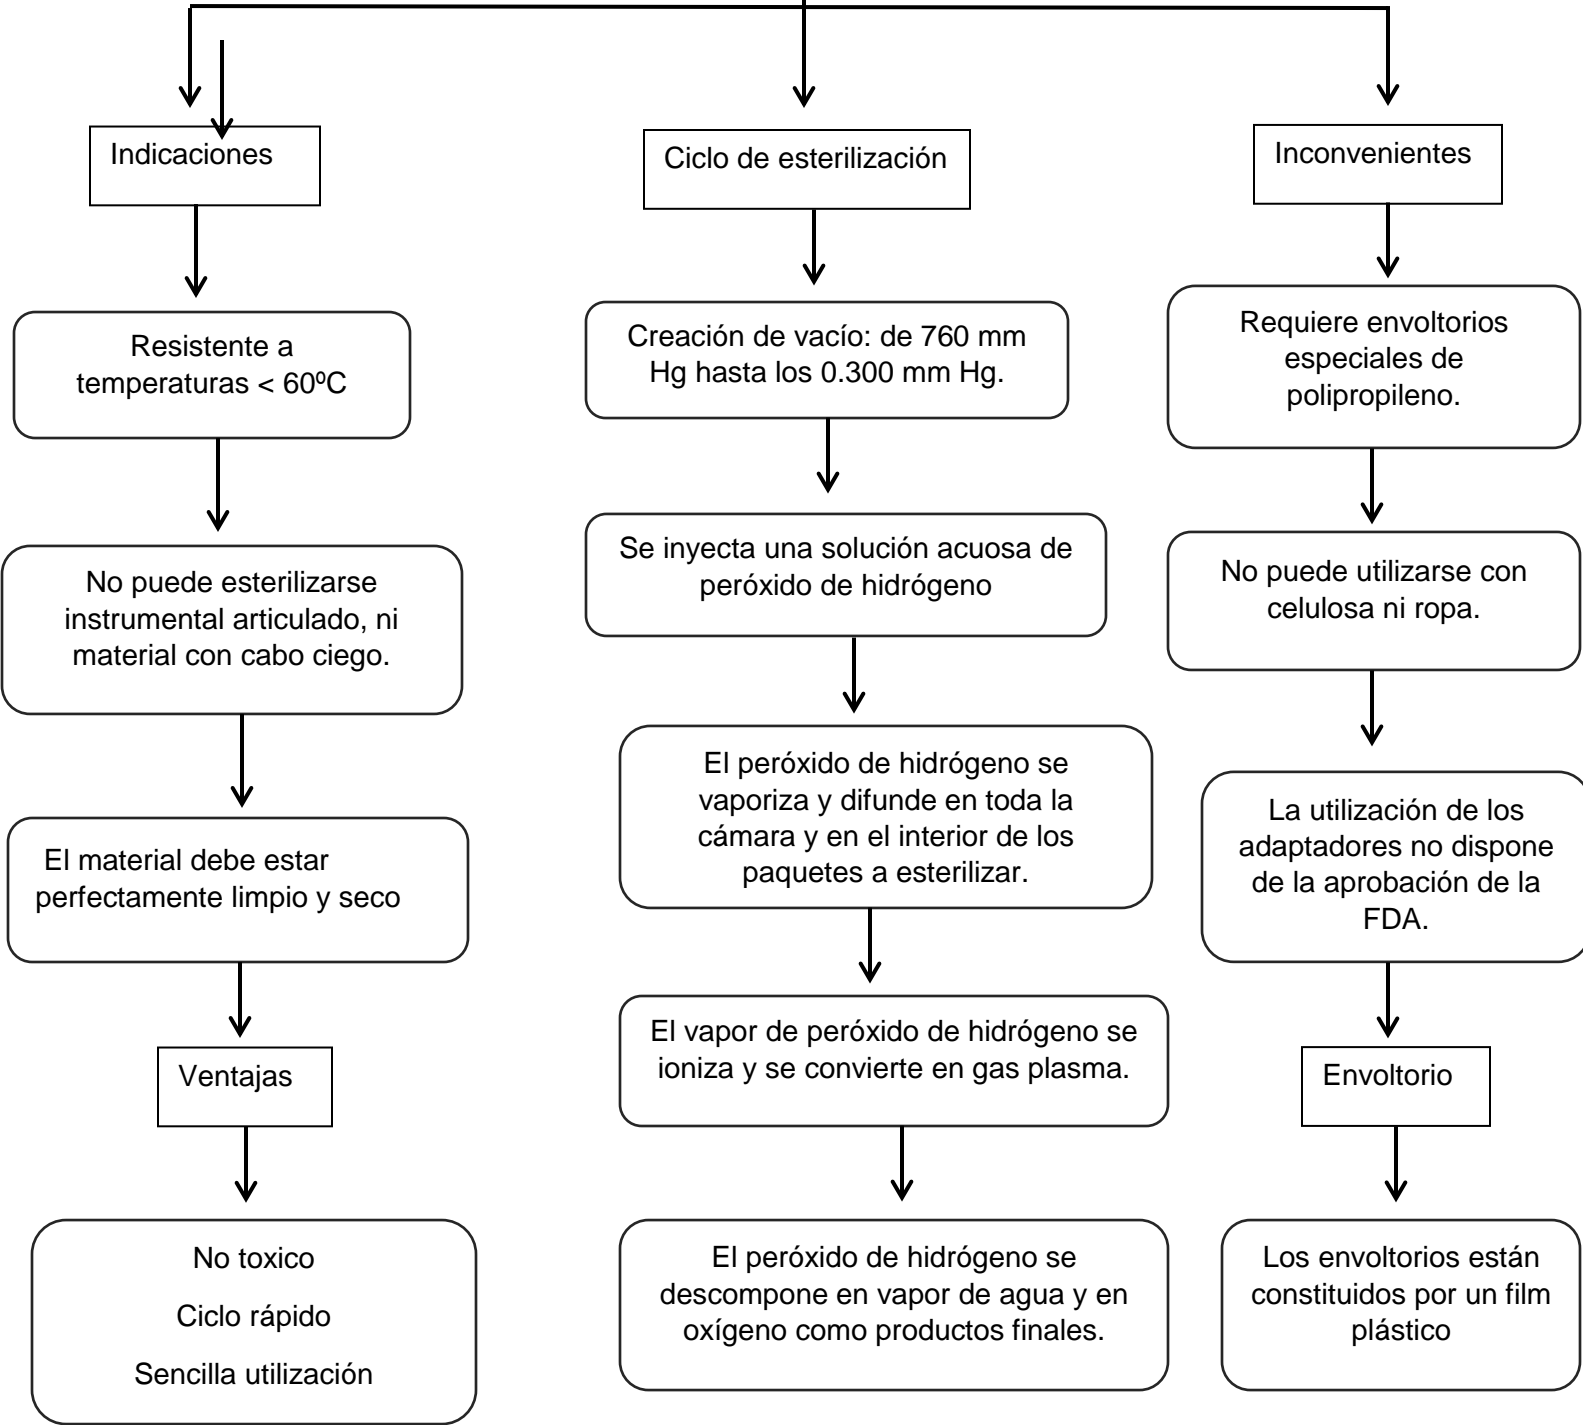 Indicaciones
Resistente a
temperaturas < 60ºC
No puede esterilizarse
instrumental articulado, ni
material con cabo ciego.
El material debe estar
perfectamente limpio y seco
Ventajas
No toxico
Ciclo rápido
Sencilla utilización
Ciclo de esterilización
Creación de vacío: de 760 mm
Hg hasta los 0.300 mm Hg.
Se inyecta una solución acuosa de
peróxido de hidrógeno
El peróxido de hidrógeno se
vaporiza y difunde en toda la
cámara y en el interior de los
paquetes a esterilizar.
El vapor de peróxido de hidrógeno se
ioniza y se convierte en gas plasma.
El peróxido de hidrógeno se
descompone en vapor de agua y en
oxígeno como productos finales.
Inconvenientes
Requiere envoltorios
especiales de
polipropileno.
No puede utilizarse con
celulosa ni ropa.
La utilización de los
adaptadores no dispone
de la aprobación de la
FDA.
Envoltorio
Los envoltorios están
constituidos por un film
plástico